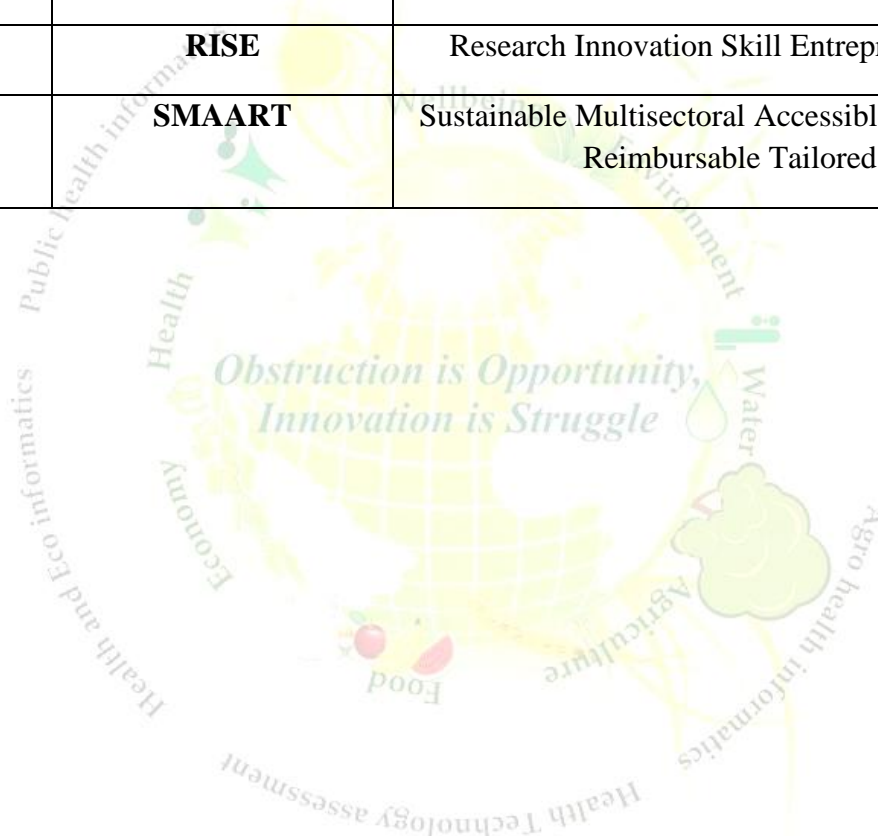 RISE
Research Innovation Skill Entrepr
SMAART
Sustainable Multisectoral Accessibl
Reimbursable Tailored
Wellbeing
Environment
Water
Agriculture
Food
Economy
Health
Obstruction is Opportunity,
Innovation is Struggle
Public health informatics
Agro health informatics
Health Technology assessment
Health and Eco informatics